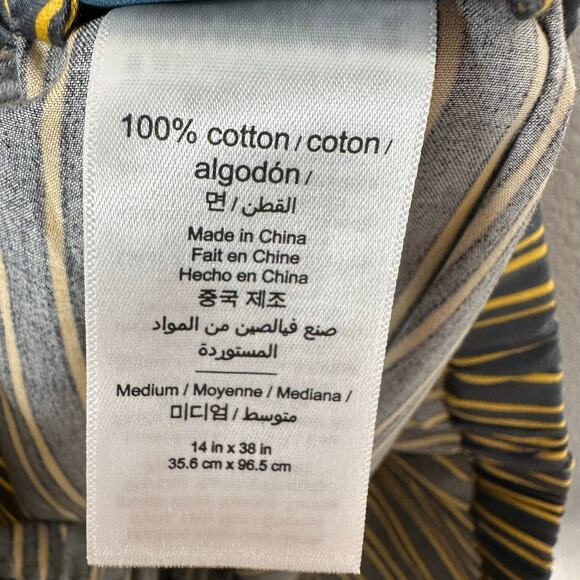 100% cotton / coton /
algodón /
면 / القطن
Made in China
Fait en Chine
Hecho en China
중국 제조
صنع فيالصين من المواد
المستوردة
Medium / Moyenne / Mediana /
미디엄 / متوسط
14 in x 38 in
35.6 cm x 96.5 cm